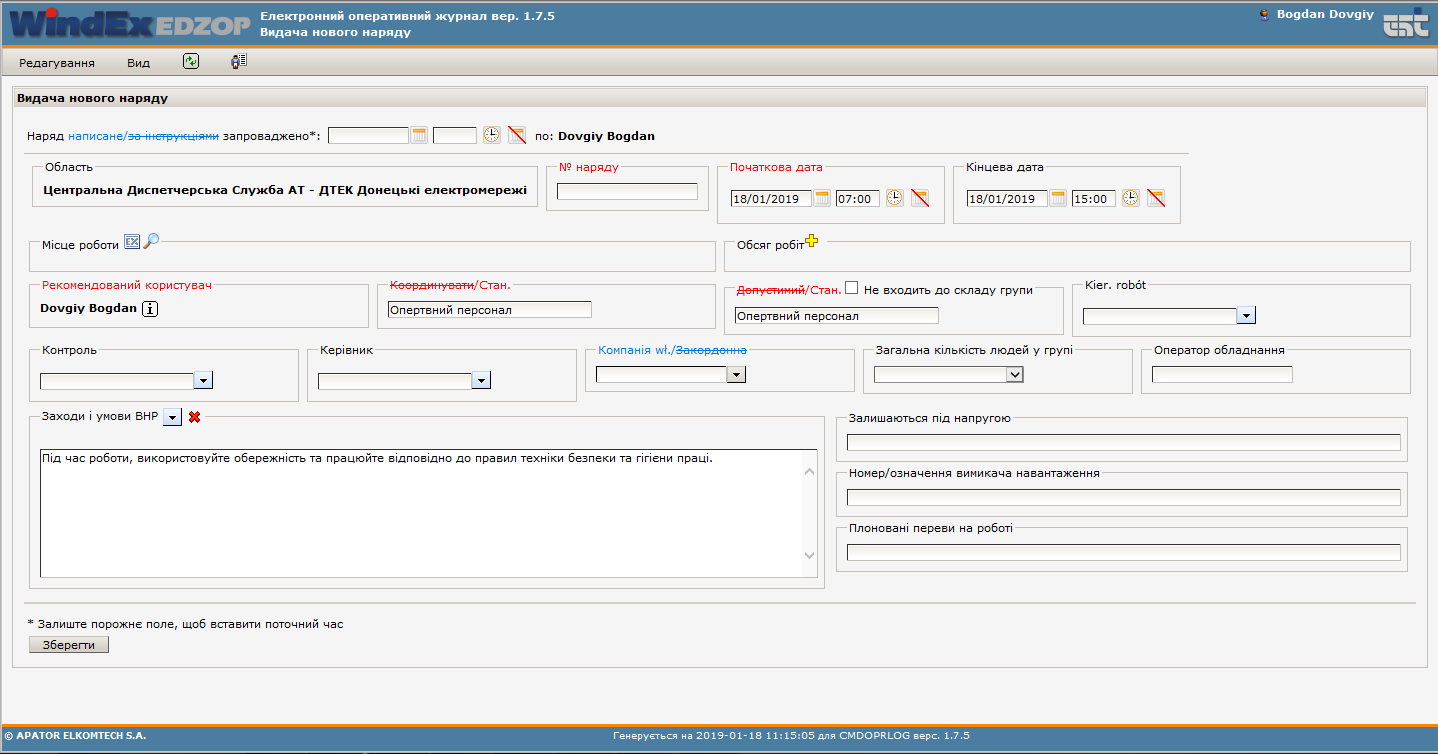 WindEx EDZOP
Електронний оперативний журнал вер. 1.7.5
Видача нового наряду
Bogdan Dovgiy
Редагування Вид
Видача нового наряду
Наряд написане/за інструкціями запроваджено*: по: Dovgiy Bogdan
Область
Центральна Диспетчерська Служба АТ - ДТЕК Донецькі електромережі
№ наряду
Початкова дата
18/01/2019 07:00
Кінцева дата
18/01/2019 15:00
Місце роботи EX
Обсяг робіт
Рекомендований користувач
Dovgiy Bogdan
Координувати/Стан.
Опертвний персонал
Допустимий/Стан. Не входить до складу групи
Опертвний персонал
Kier. robót
Контроль
Керівник
Компанія wł./Закордонна
Загальна кількість людей у групі
Оператор обладнання
Заходи і умови ВНР
Під час роботи, використовуйте обережність та працюйте відповідно до правил техніки безпеки та гігієни праці.
Залишаються під напругою
Номер/означення вимикача навантаження
Плоновані переви на роботі
* Залиште порожнє поле, щоб вставити поточний час
Зберегти
© APATOR ELKOMTECH S.A.
Генерується на 2019-01-18 11:15:05 для CMDOPRLOG верс. 1.7.5